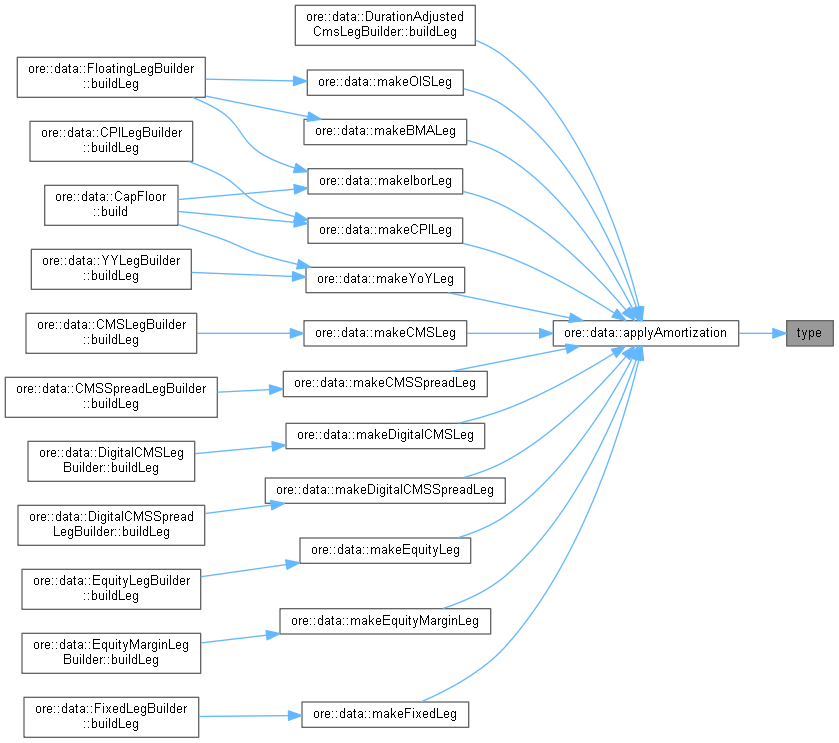 ore::data::DurationAdjusted
CmsLegBuilder::buildLeg
ore::data::FloatingLegBuilder
::buildLeg
ore::data::makeOISLeg
ore::data::makeBMALeg
ore::data::CPILegBuilder
::buildLeg
ore::data::makeIborLeg
ore::data::CapFloor
::build
ore::data::makeCPILeg
ore::data::YYLegBuilder
::buildLeg
ore::data::makeYoYLeg
ore::data::CMSLegBuilder
::buildLeg
ore::data::makeCMSLeg
ore::data::applyAmortization
type
ore::data::CMSSpreadLegBuilder
::buildLeg
ore::data::makeCMSSpreadLeg
ore::data::DigitalCMSLeg
Builder::buildLeg
ore::data::makeDigitalCMSLeg
ore::data::DigitalCMSSpread
LegBuilder::buildLeg
ore::data::makeDigitalCMSSpreadLeg
ore::data::EquityLegBuilder
::buildLeg
ore::data::makeEquityLeg
ore::data::EquityMarginLeg
Builder::buildLeg
ore::data::makeEquityMarginLeg
ore::data::FixedLegBuilder
::buildLeg
ore::data::makeFixedLeg